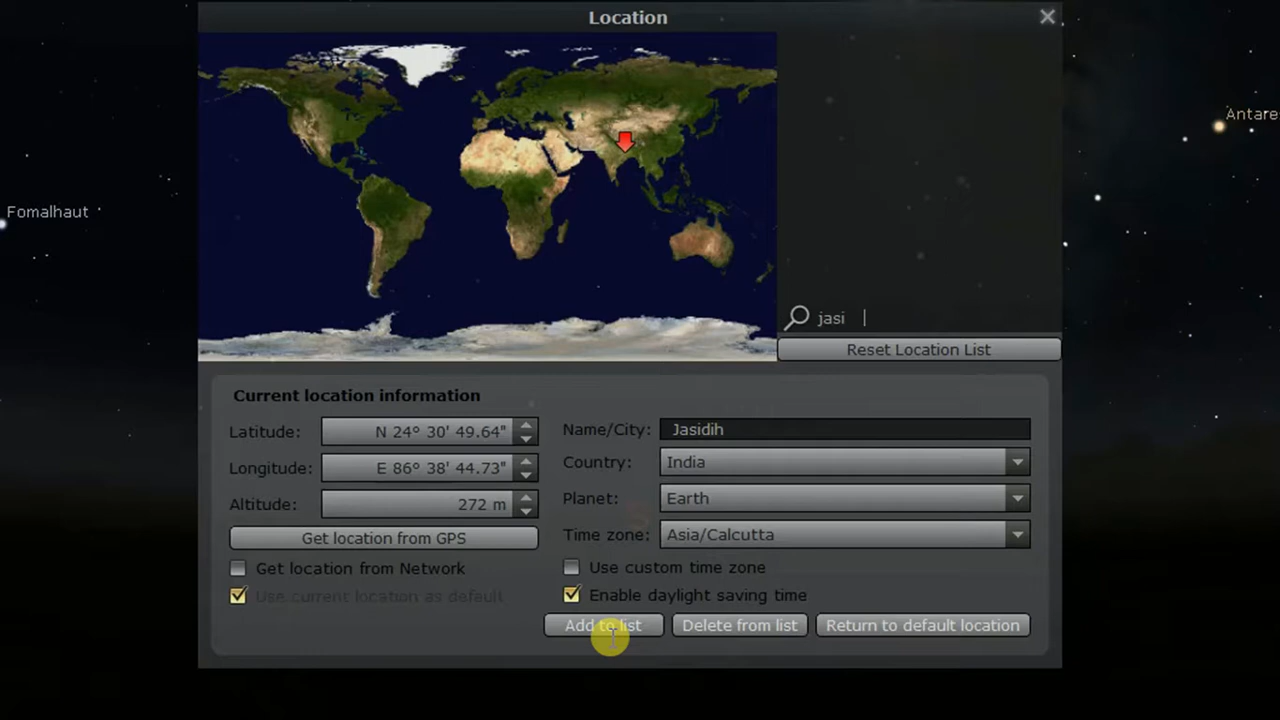 Location
Antare
Fomalhaut
jasi
Reset Location List
Current location information
Latitude: N 24° 30' 49.64"
Name/City: Jasidih
Longitude: E 86° 38' 44.73"
Country: India
Altitude: 272 m
Planet: Earth
Get location from GPS
Time zone: Asia/Calcutta
Get location from Network
Use custom time zone
Use current location as default
Enable daylight saving time
Add to list
Delete from list
Return to default location